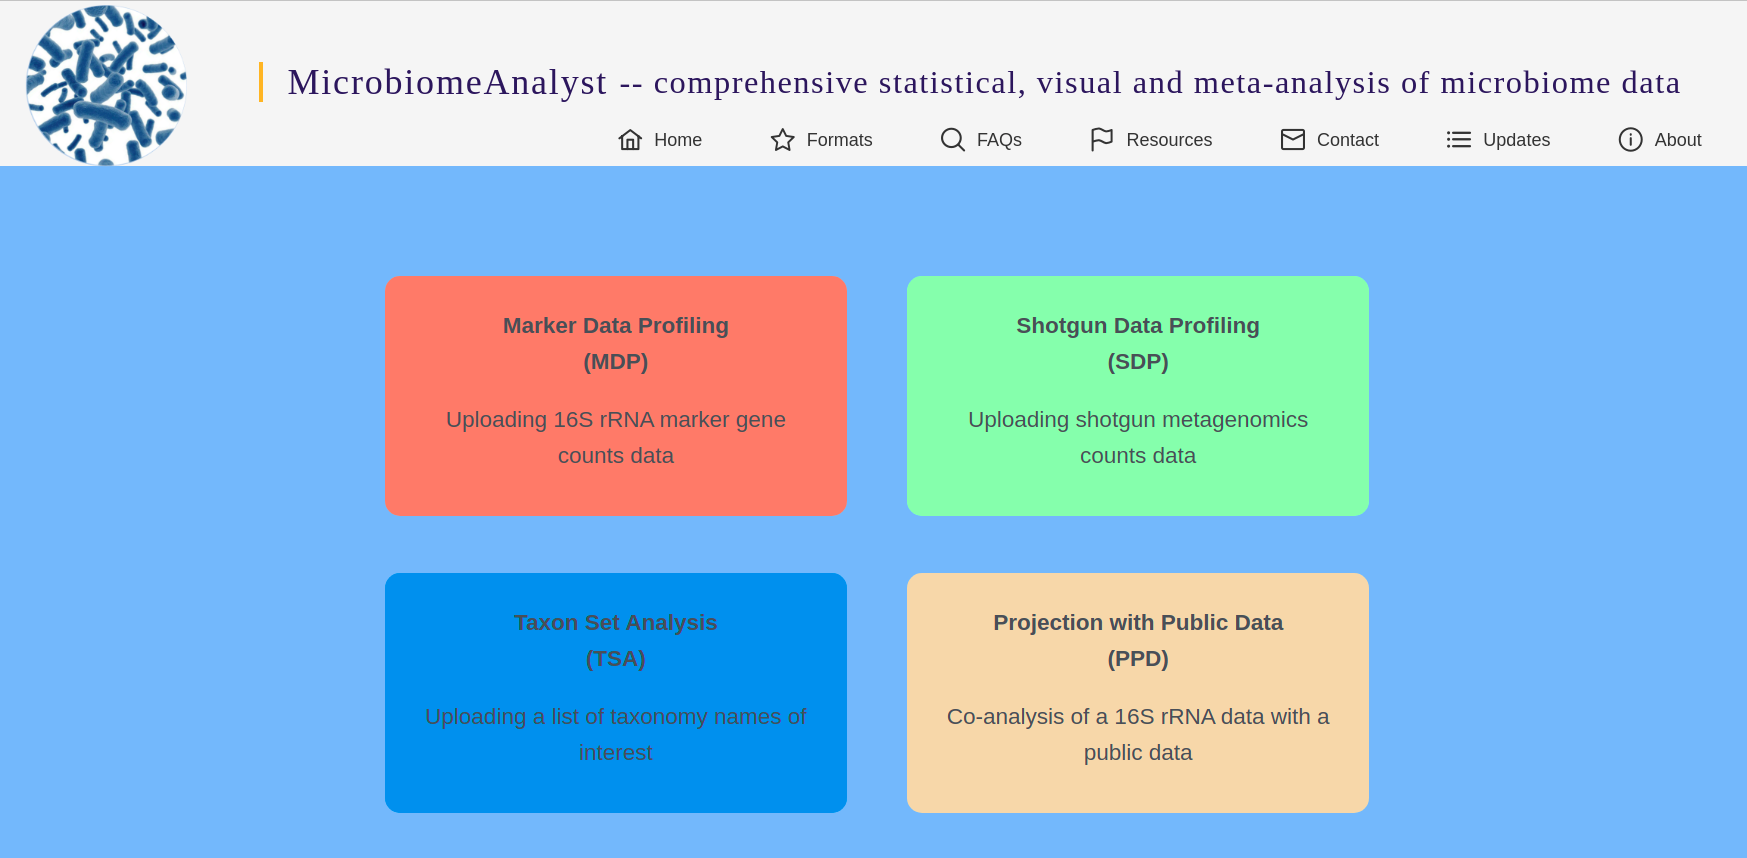 MicrobiomeAnalyst -- comprehensive statistical, visual and meta-analysis of microbiome data
Home Formats FAQs Resources Contact Updates About
Marker Data Profiling
(MDP)
Uploading 16S rRNA marker gene
counts data
Shotgun Data Profiling
(SDP)
Uploading shotgun metagenomics
counts data
Taxon Set Analysis
(TSA)
Uploading a list of taxonomy names of
interest
Projection with Public Data
(PPD)
Co-analysis of a 16S rRNA data with a
public data